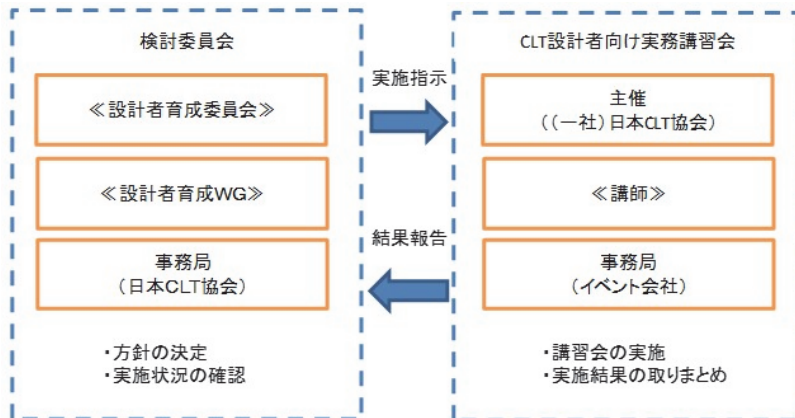 検討委員会
≪設計者育成委員会≫
≪設計者育成WG≫
事務局
(日本CLT協会)
・方針の決定
・実施状況の確認
実施指示
結果報告
CLT設計者向け実務講習会
主催
((一社)日本CLT協会)
≪講師≫
事務局
(イベント会社)
・講習会の実施
・実施結果の取りまとめ